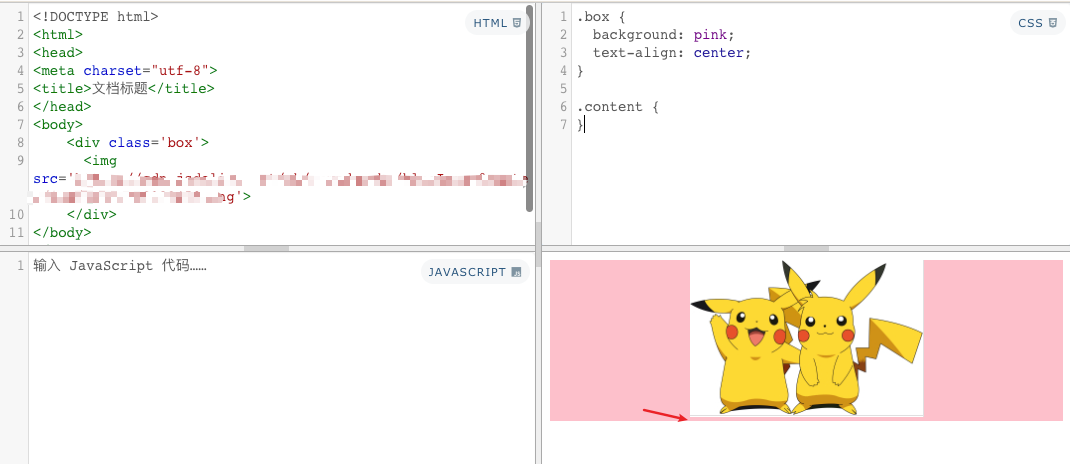 1 <!DOCTYPE html>
2 <html>
3 <head>
4 <meta charset="utf-8">
5 <title>文档标题</title>
6 </head>
7 <body>
8 <div class='box'>
9 <img
src='
ng'>
10 </div>
11 </body>
HTML
1 .box {
2 background: pink;
3 text-align: center;
4 }
5
6 .content {
7 }
CSS
1 输入 JavaScript 代码……
JAVASCRIPT